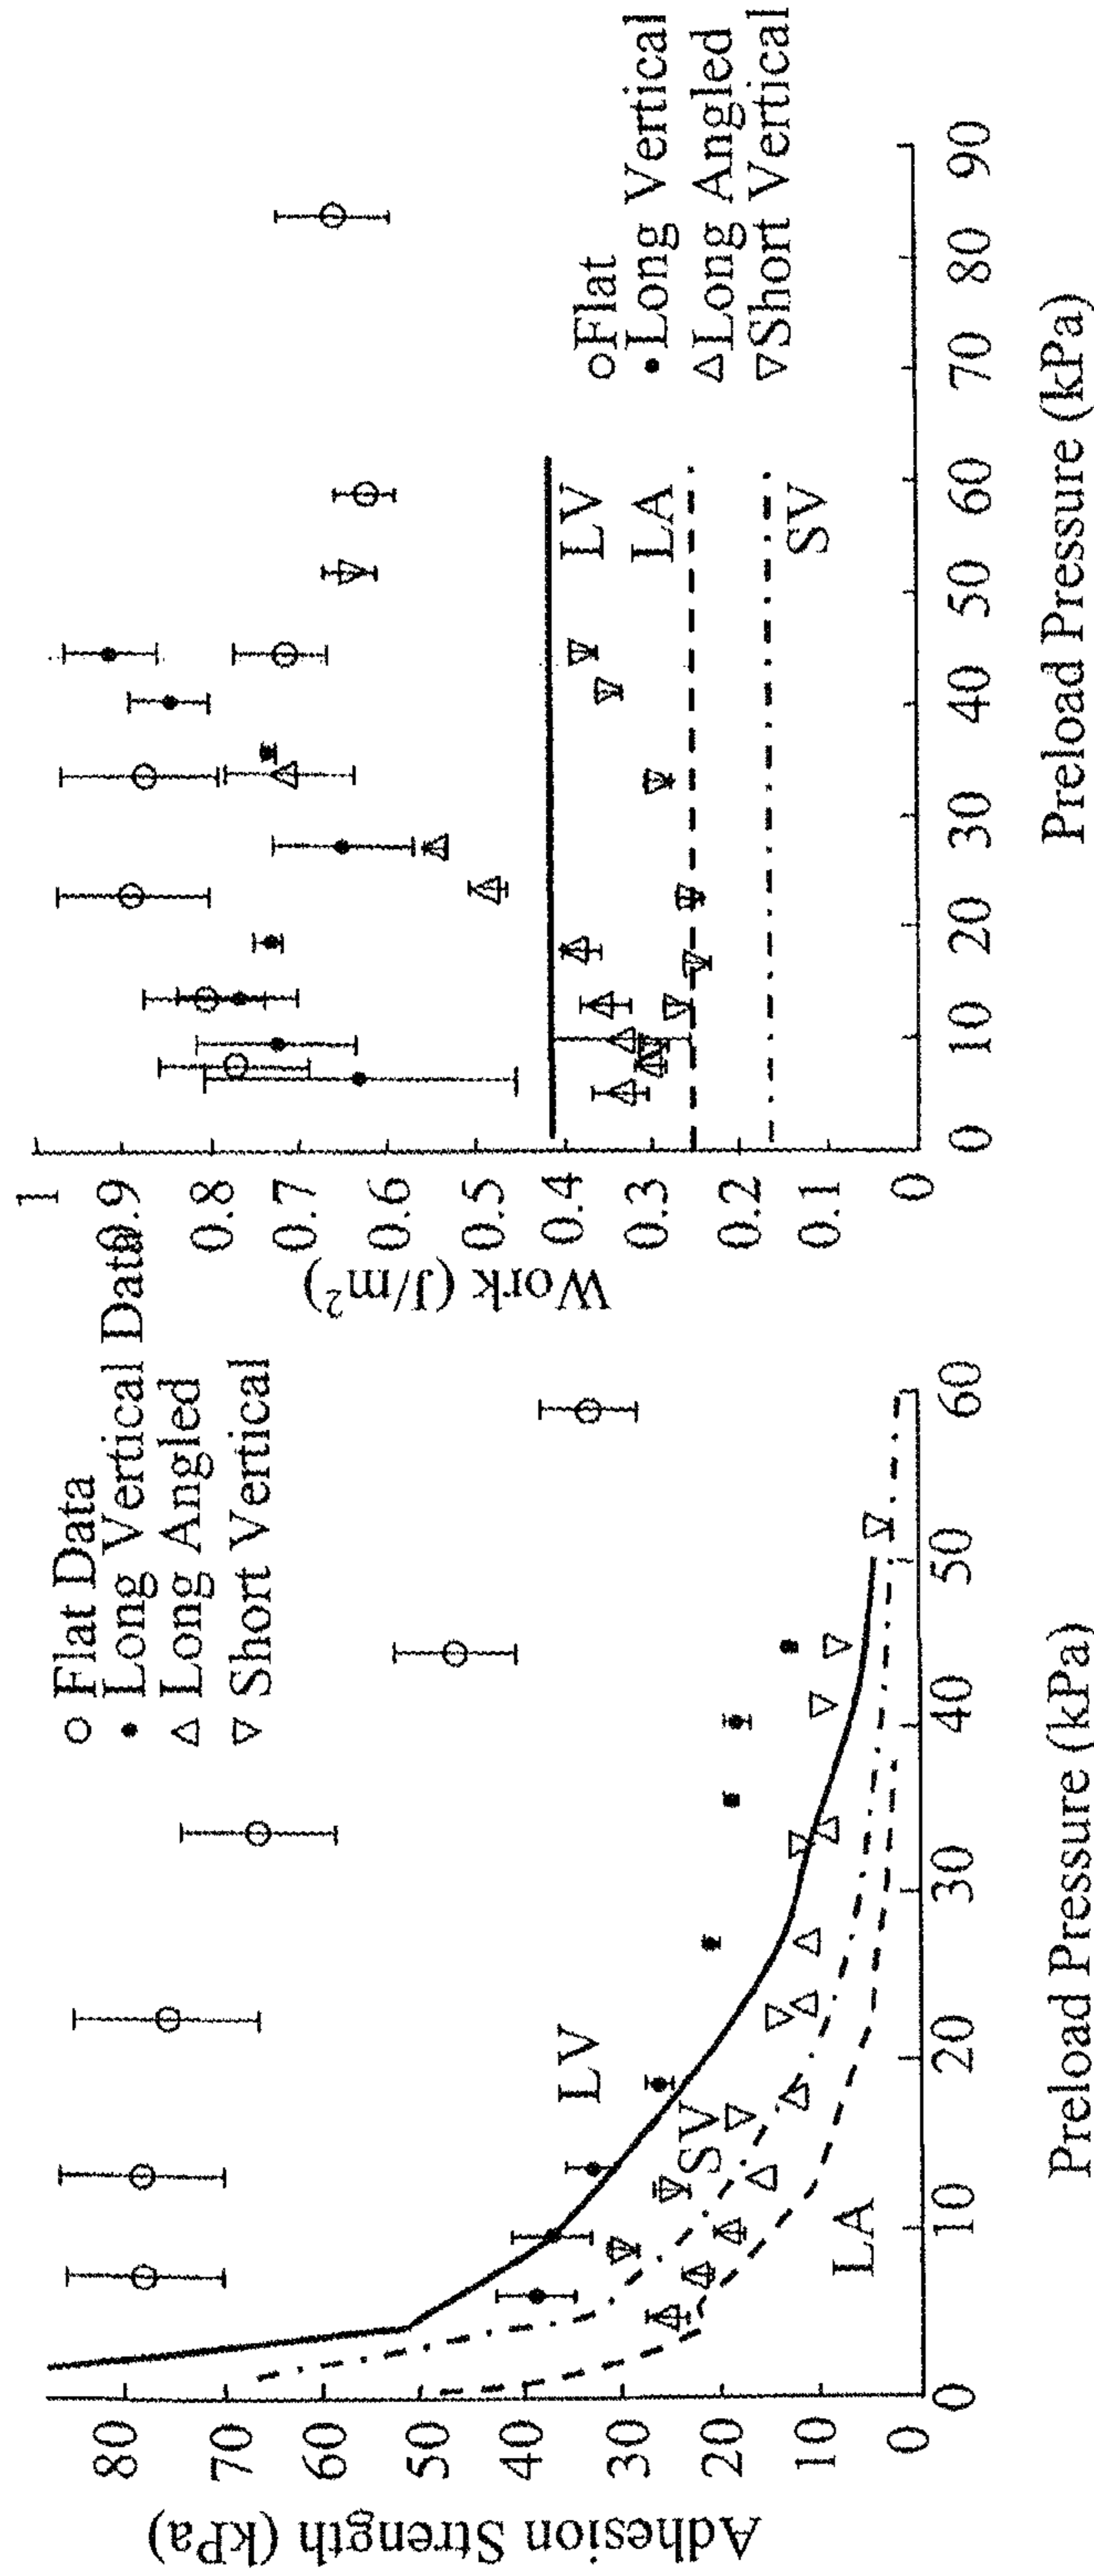 Adhesion Strength (kPa)
80
70
60
50
40
30
20
10
0
○ Flat Data
• Long Vertical Data
△ Long Angled
▽ Short Vertical
LV
SV
LA
0 10 20 30 40 50 60
Preload Pressure (kPa)
Work (J/m²)
1
0.9
0.8
0.7
0.6
0.5
0.4
0.3
0.2
0.1
0
LV
LA
SV
○ Flat
• Long Vertical
△ Long Angled
▽ Short Vertical
0 10 20 30 40 50 60 70 80 90
Preload Pressure (kPa)